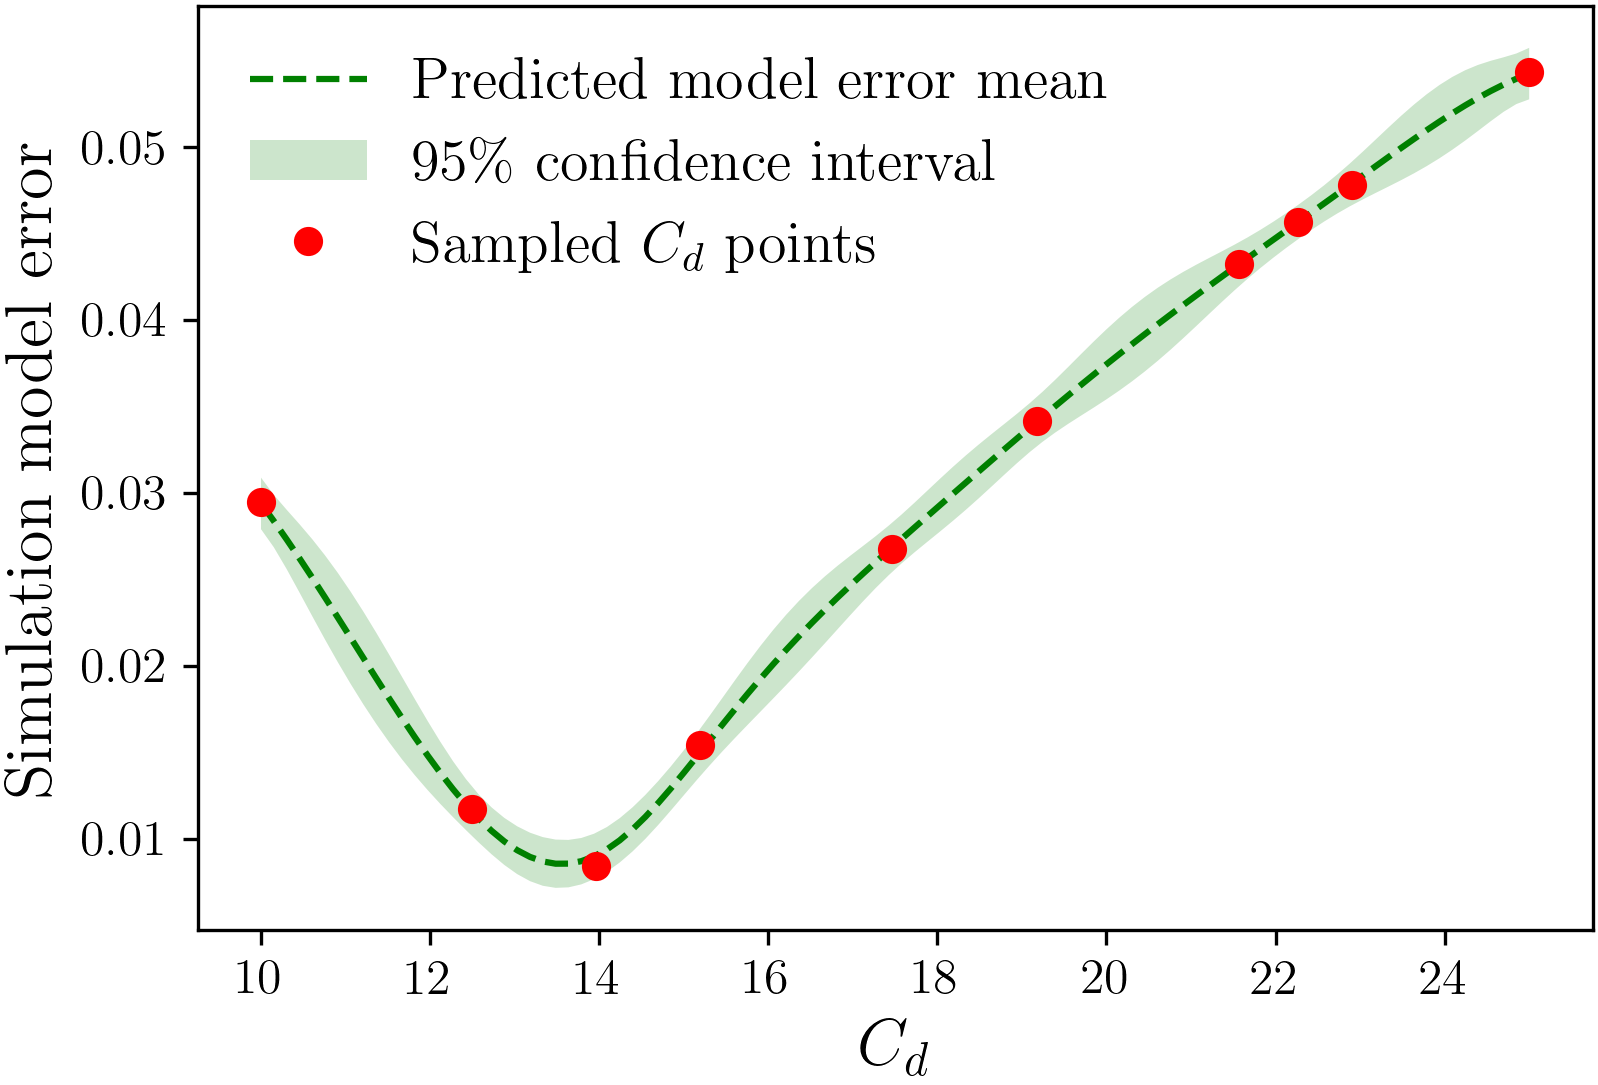 Predicted model error mean
95% confidence interval
Sampled C_d points
Simulation model error
0.05
0.04
0.03
0.02
0.01
10 12 14 16 18 20 22 24
C_d